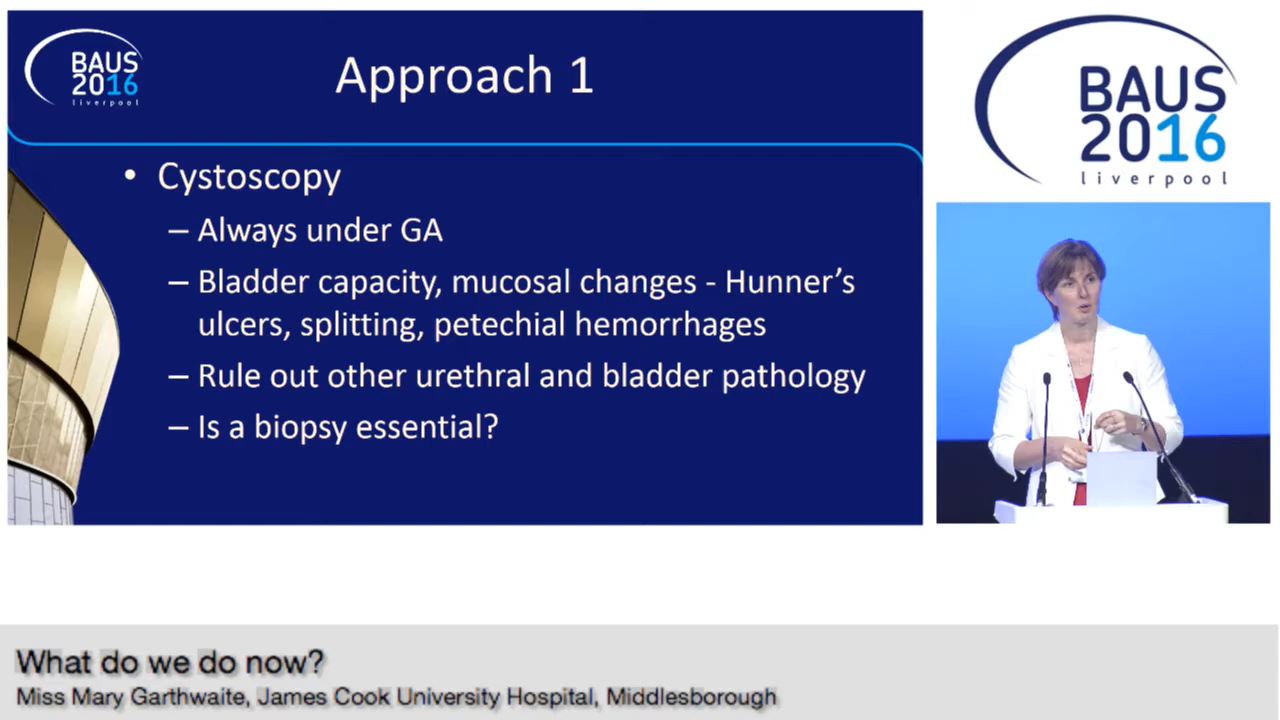 BAUS
2016
liverpool
Approach 1
• Cystoscopy
– Always under GA
– Bladder capacity, mucosal changes - Hunner’s
ulcers, splitting, petechial hemorrhages
– Rule out other urethral and bladder pathology
– Is a biopsy essential?
BAUS
2016
liverpool
What do we do now?
Miss Mary Garthwaite, James Cook University Hospital, Middlesborough